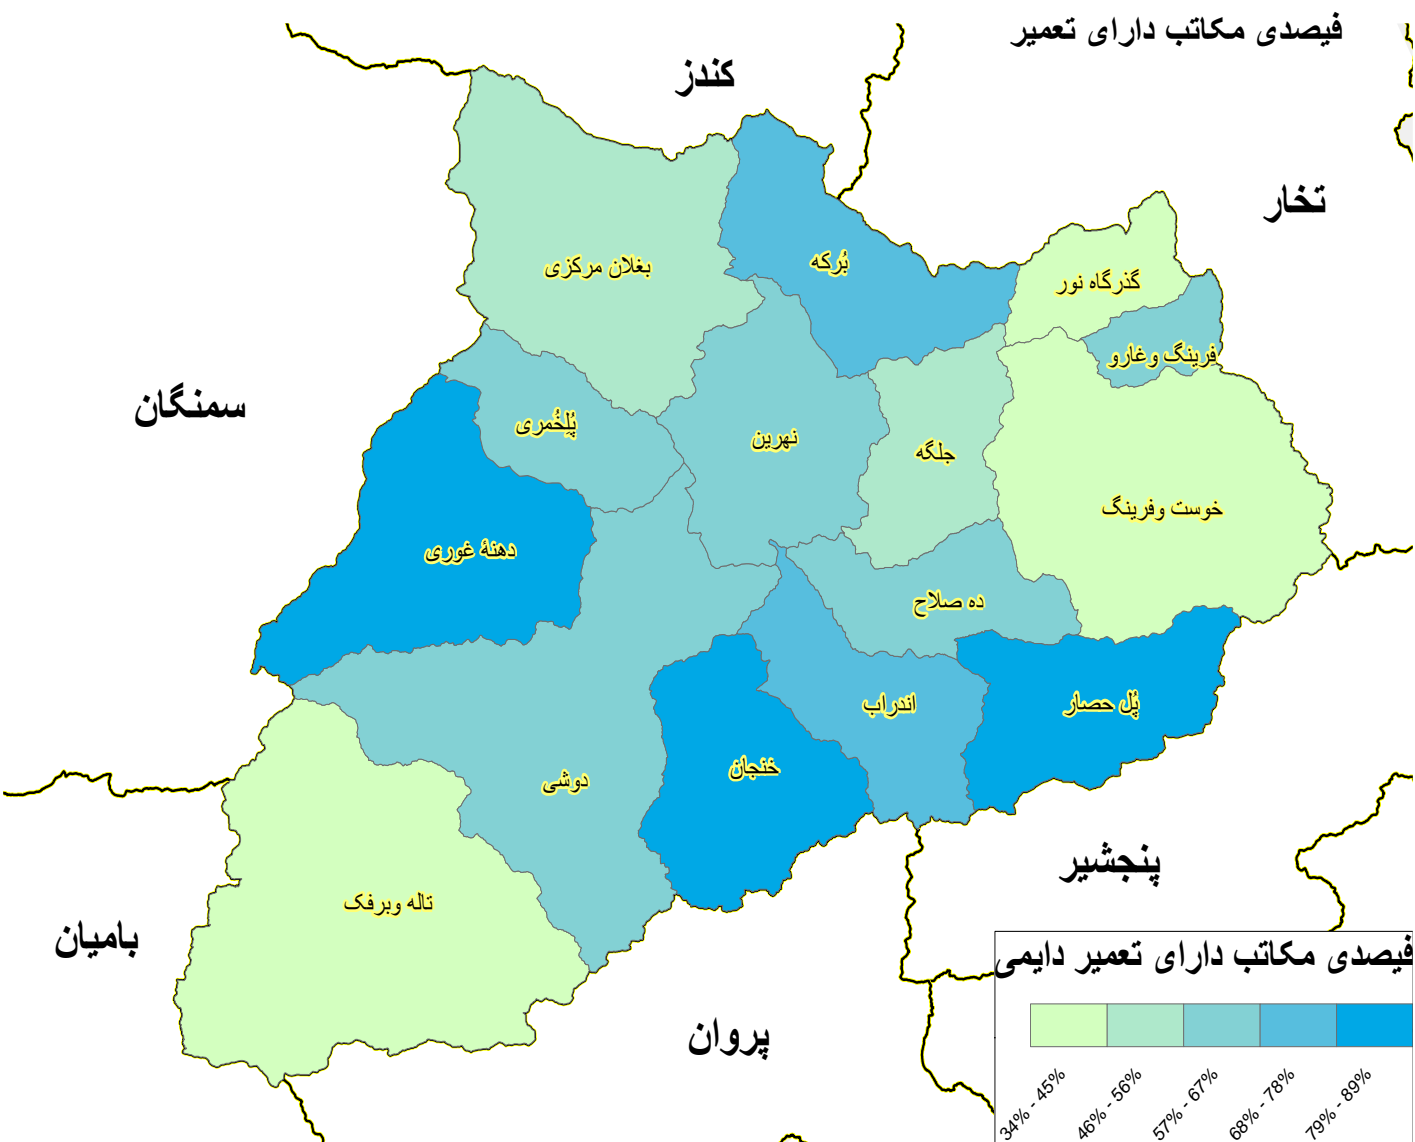 فیصدی مکاتب دارای تعمیر
کندز
تخار
بغلان مرکزی
بُرکه
گذرگاه نور
فرینگ وغارو
سمنگان
پُلِخُمری
نهرین
جلگه
خوست وفرینگ
دهنهٔ غوری
ده صلاح
اندراب
پُل حصار
خنجان
دوشی
پنجشیر
تاله وبرفک
بامیان
پروان
فیصدی مکاتب دارای تعمیر دایمی
34% - 45%
46% - 56%
57% - 67%
68% - 78%
79% - 89%